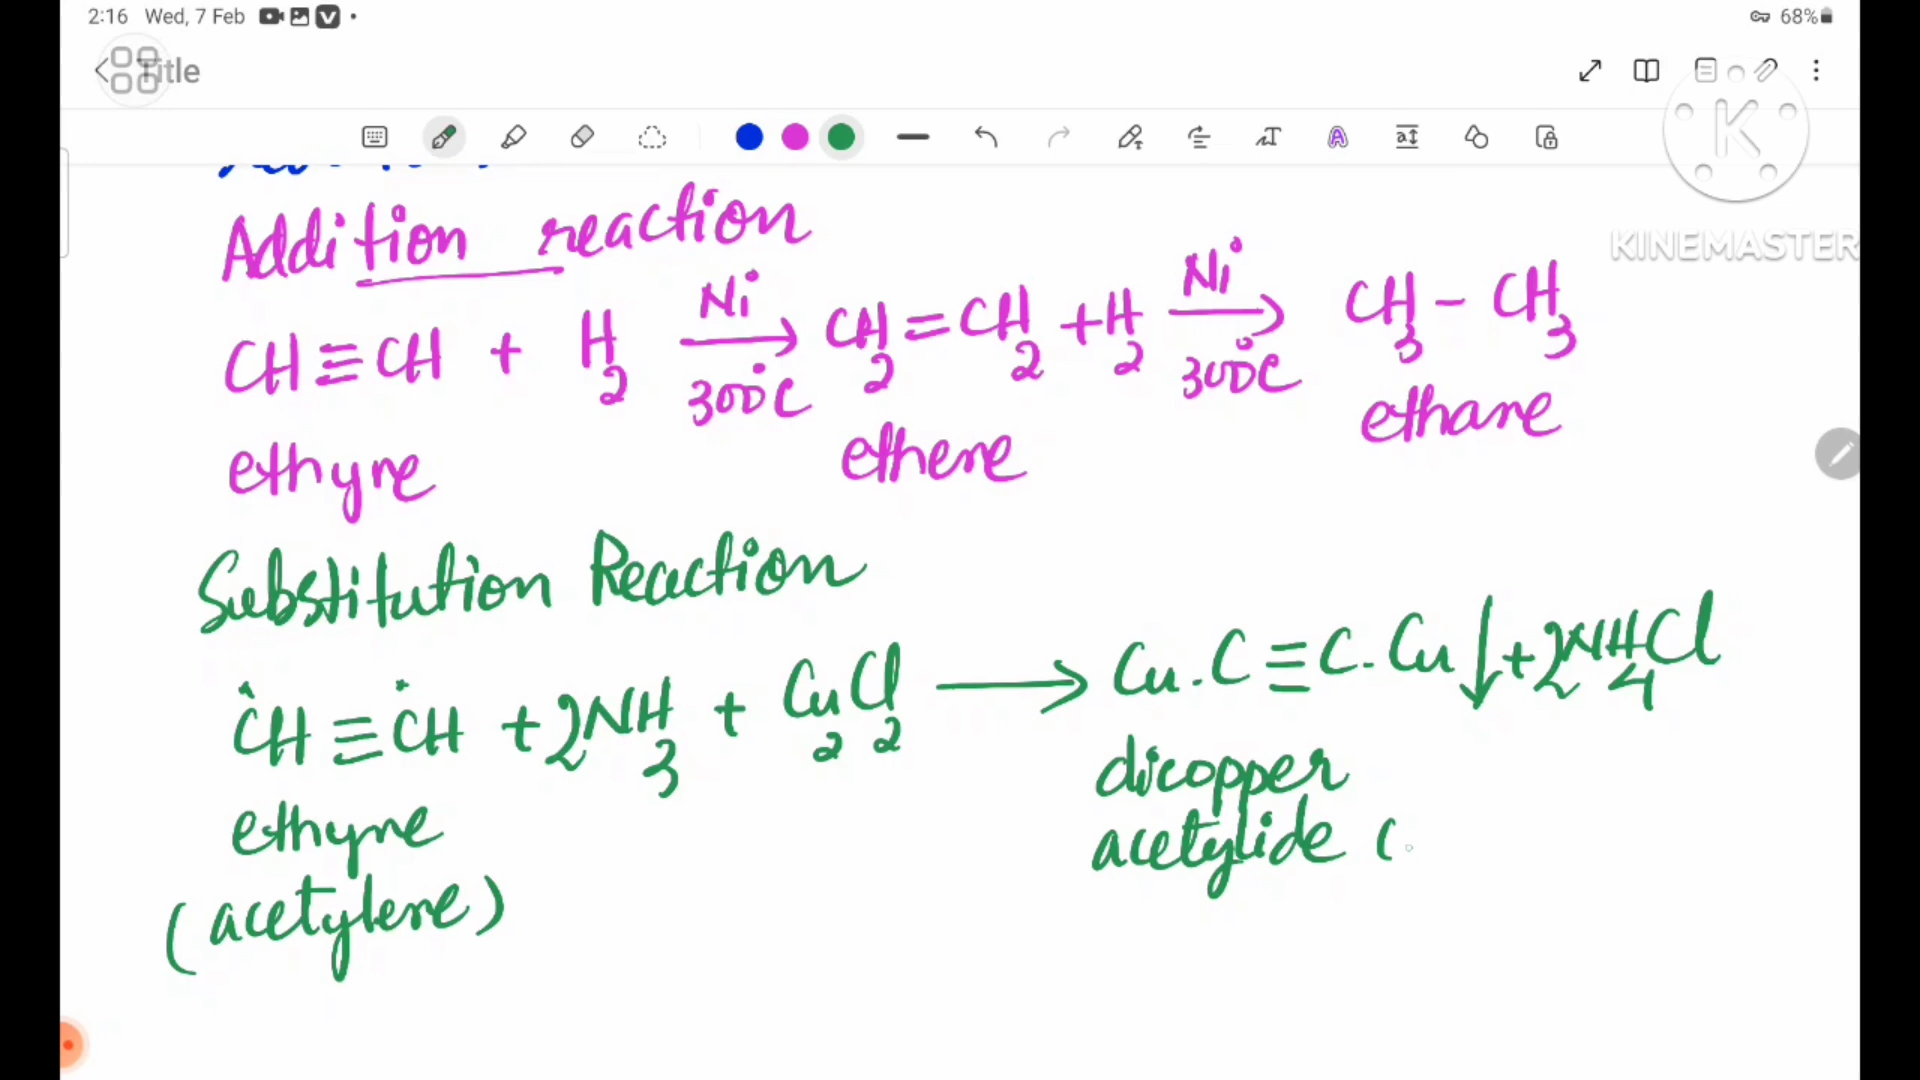 2:16 Wed, 7 Feb
68%
Title
KINEMASTER
Addition reaction
CH≡CH + H2 Ni→300°C CH2=CH2 + H2 Ni→300°C CH3-CH3
ethyne ethene ethane
Substitution Reaction
CH≡CH + 2NH3 + Cu2Cl2 → Cu.C≡C.Cu↓+2NH4Cl
ethyne
(acetylene)
dicopper
acetylide (